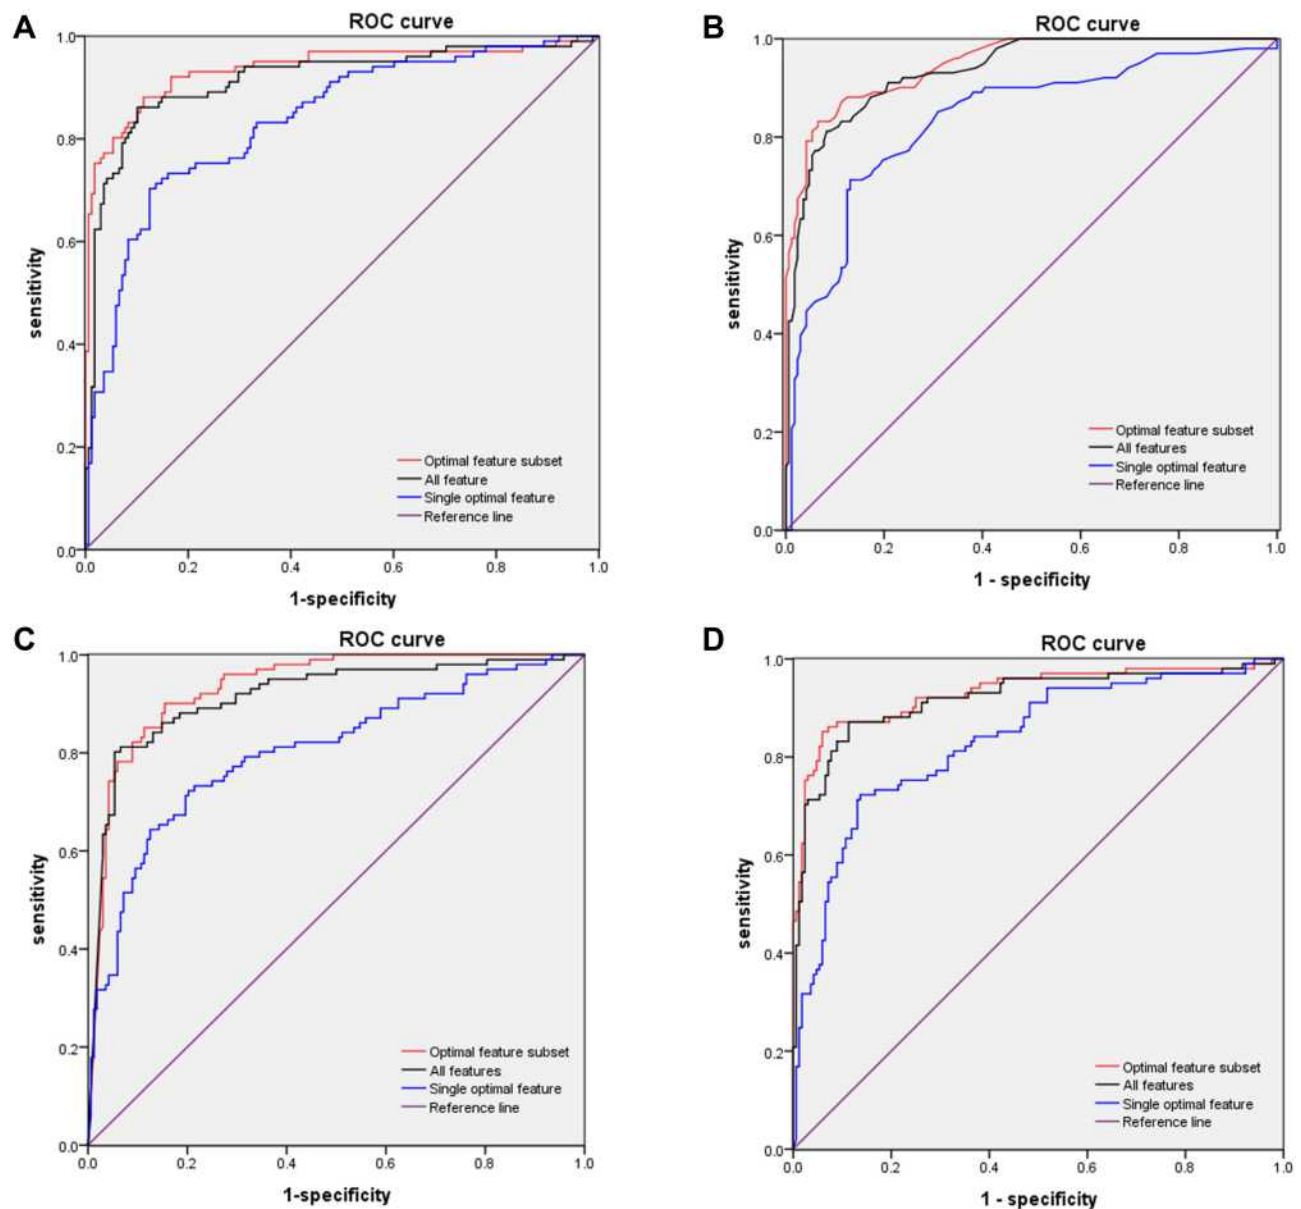 A
ROC curve
1.0
0.8
0.6
0.4
0.2
0.0
sensitivity
Optimal feature subset
All feature
Single optimal feature
Reference line
0.0 0.2 0.4 0.6 0.8 1.0
1-specificity
B
ROC curve
1.0
0.8
0.6
0.4
0.2
0.0
sensitivity
Optimal feature subset
All features
Single optimal feature
Reference line
0.0 0.2 0.4 0.6 0.8 1.0
1 - specificity
C
ROC curve
1.0
0.8
0.6
0.4
0.2
0.0
sensitivity
Optimal feature subset
All features
Single optimal feature
Reference line
0.0 0.2 0.4 0.6 0.8 1.0
1-specificity
D
ROC curve
1.0
0.8
0.6
0.4
0.2
0.0
sensitivity
Optimal feature subset
All features
Single optimal feature
Reference line
0.0 0.2 0.4 0.6 0.8 1.0
1 - specificity